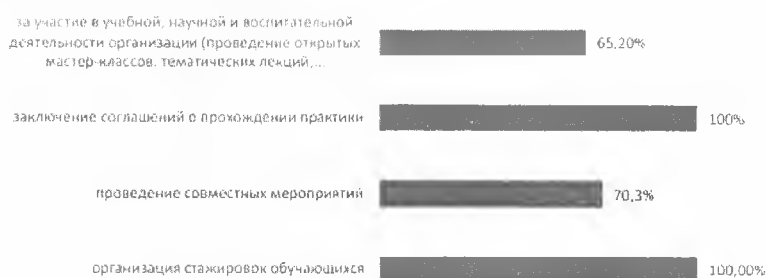 за участие в учебной, научной и воспитательной
деятельности организации (проведение открытых
мастер-классов, тематических лекций,...
65,20%
заключение соглашений о прохождении практики
100%
проведение совместных мероприятий
70,3%
организация стажировок обучающихся
100,00%